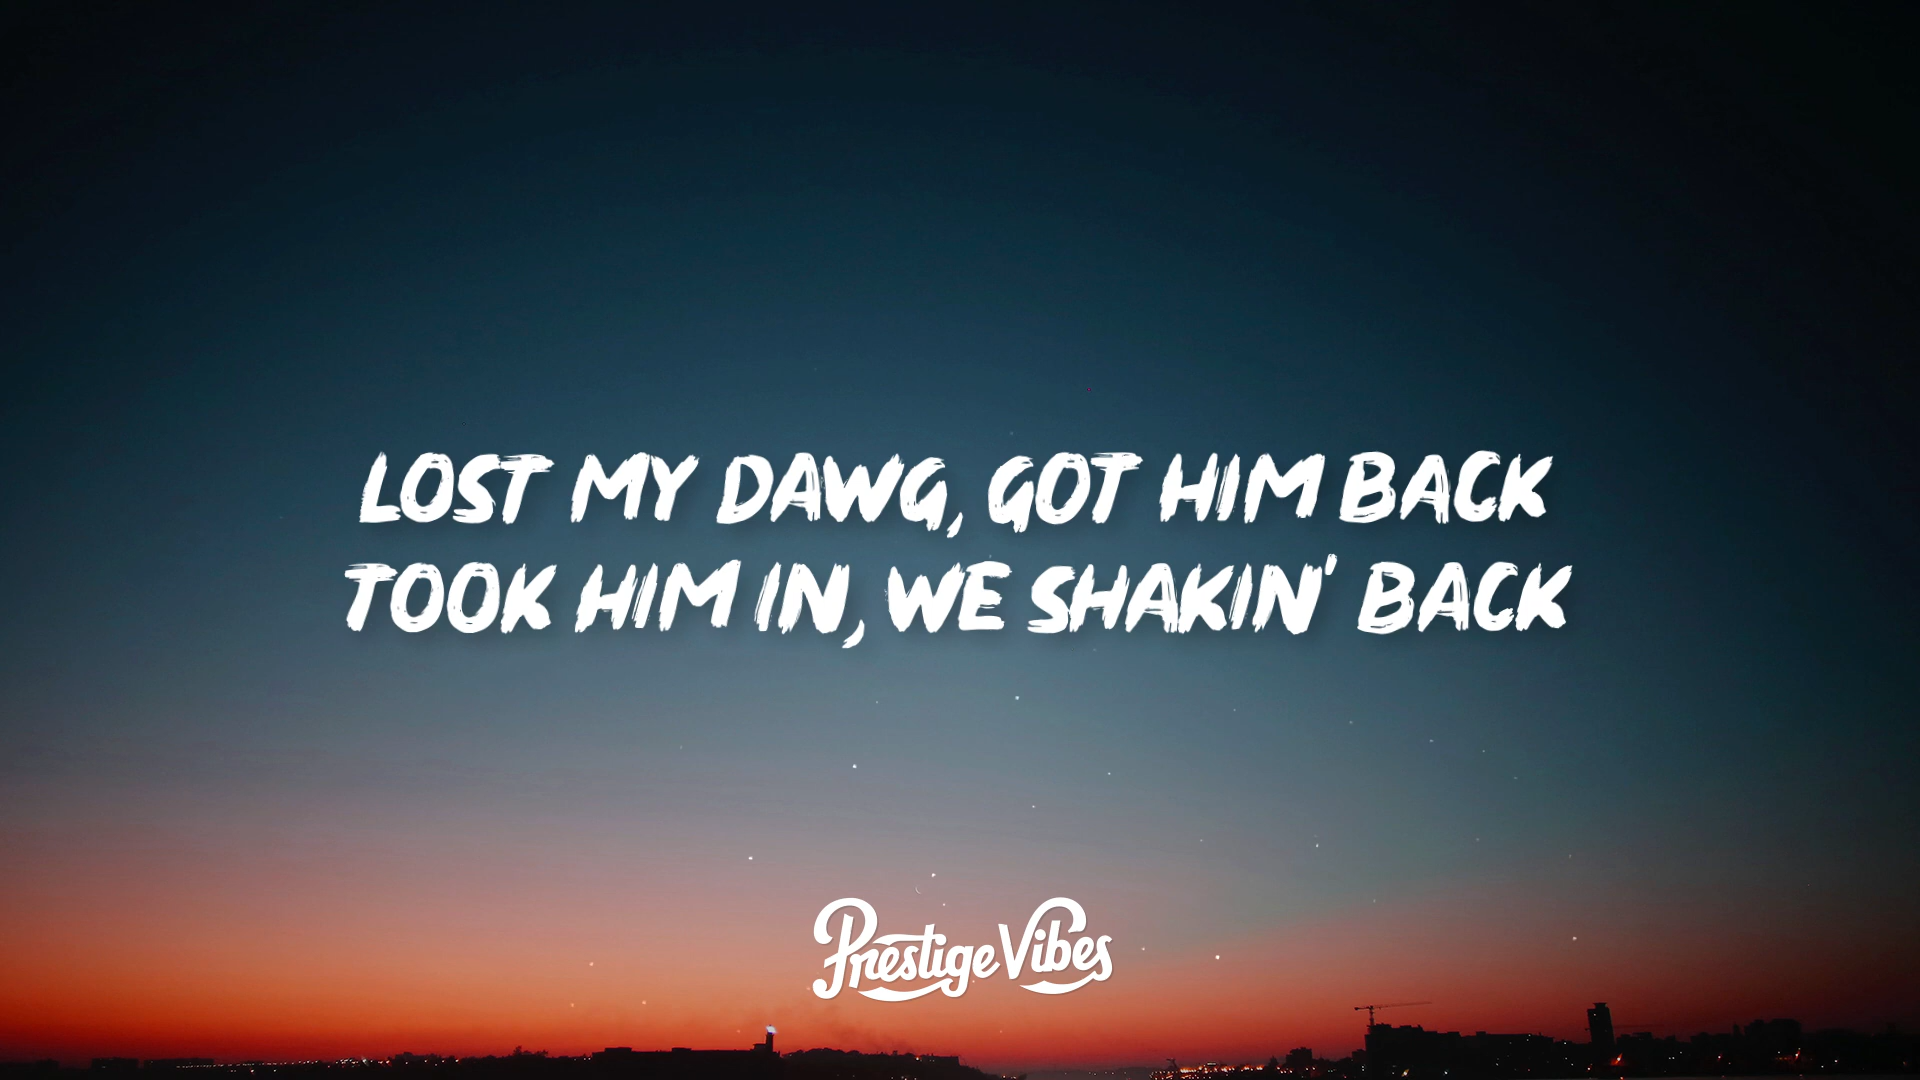 LOST MY DAWG, GOT HIM BACK
TOOK HIM IN, WE SHAKIN' BACK
Prestige Vibes